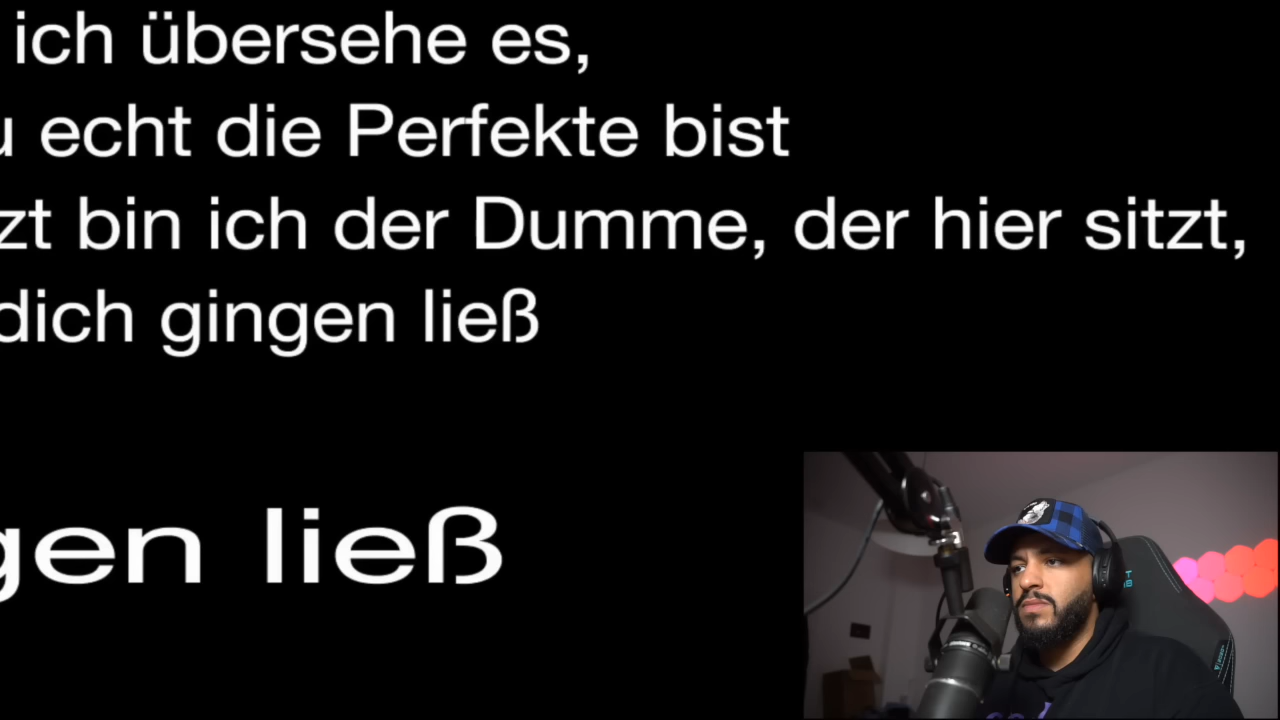 ich übersehe es,
u echt die Perfekte bist
zt bin ich der Dumme, der hier sitzt,
dich gingen ließ
gen ließ